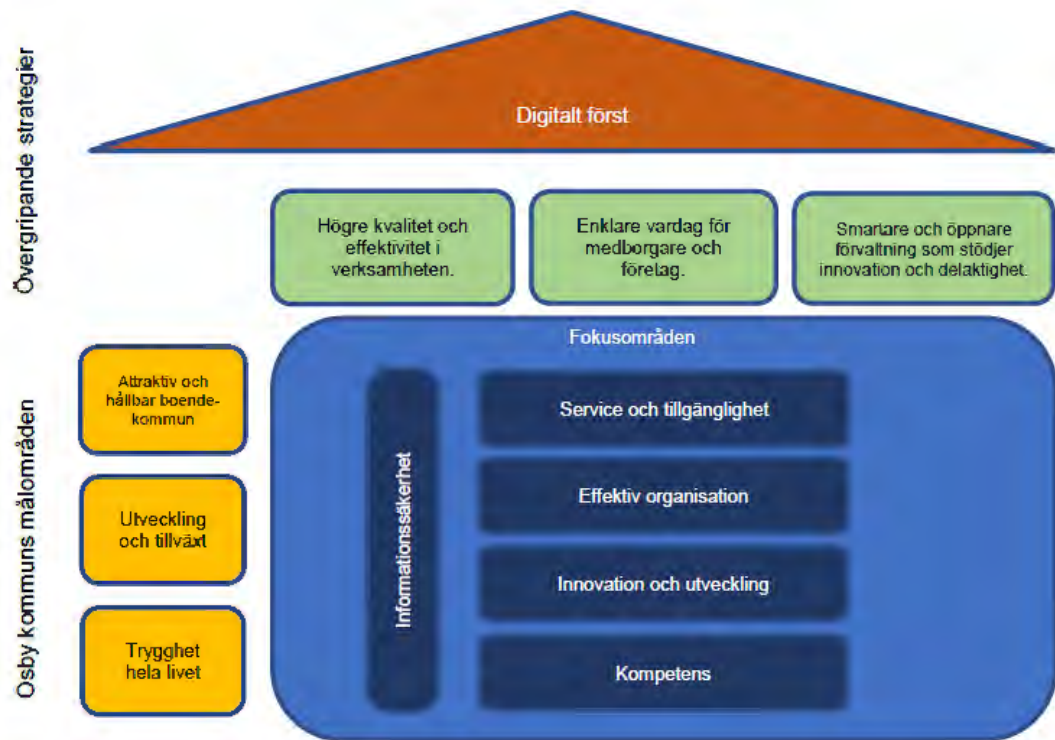 Övergripande strategier
Digitalt först
Högre kvalitet och
effektivitet i
verksamheten.
Enklare vardag för
medborgare och
företag.
Smartare och öppnare
förvaltning som stödjer
innovation och delaktighet.
Osby kommuns målområden
Attraktiv och
hållbar boende-
kommun
Utveckling
och tillväxt
Trygghet
hela livet
Fokusområden
Informationssäkerhet
Service och tillgänglighet
Effektiv organisation
Innovation och utveckling
Kompetens